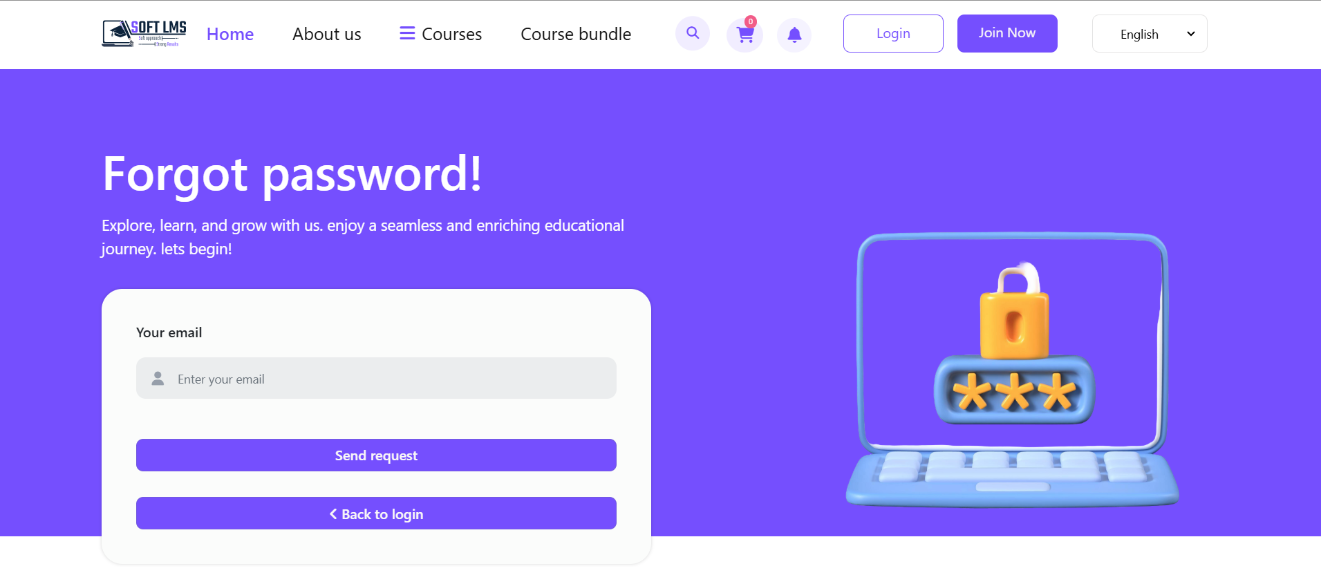 SOFT LMS
Home
About us
Courses
Course bundle
0
Login
Join Now
English
Forgot password!
Explore, learn, and grow with us. enjoy a seamless and enriching educational
journey. lets begin!
Your email
Enter your email
Send request
Back to login